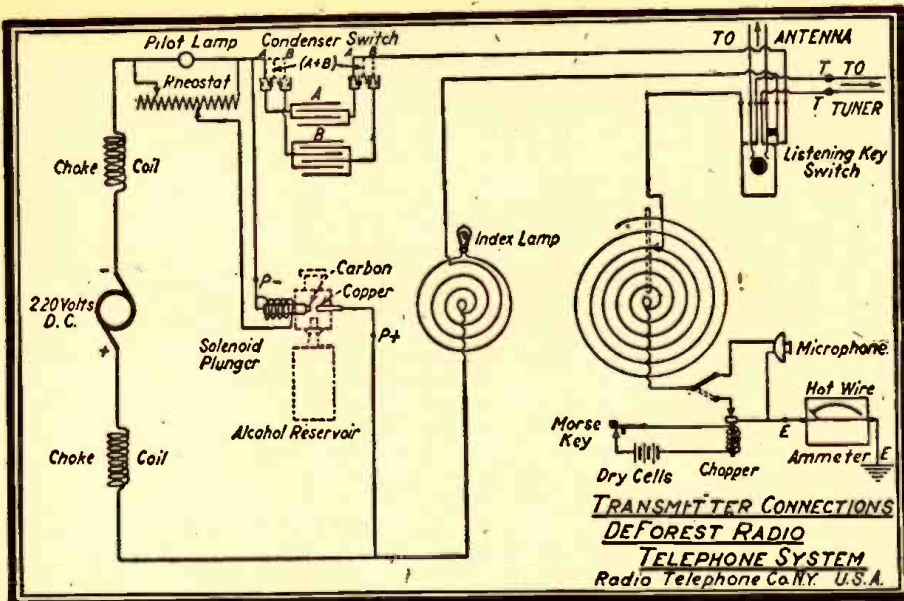 Pilot Lamp
Condenser Switch
A B
(A+B)
A B
Rneostat
A
B
TO ANTENNA
T TO
T TUNER
Listening Key
Switch
Choke Coil
Index Lamp
-
220 Volts
D. C.
+
P-
Carbon
Copper
P+
Solenoid
Plunger
Alcohol Reservoir
Microphone
Hot Wire
Morse
Key
E
E
Dry Cells
Chopper
Ammeter
Choke Coil
TRANSMITTER CONNECTIONS
DEFOREST RADIO
TELEPHONE SYSTEM
Radio Telephone Co. N.Y. U.S.A.